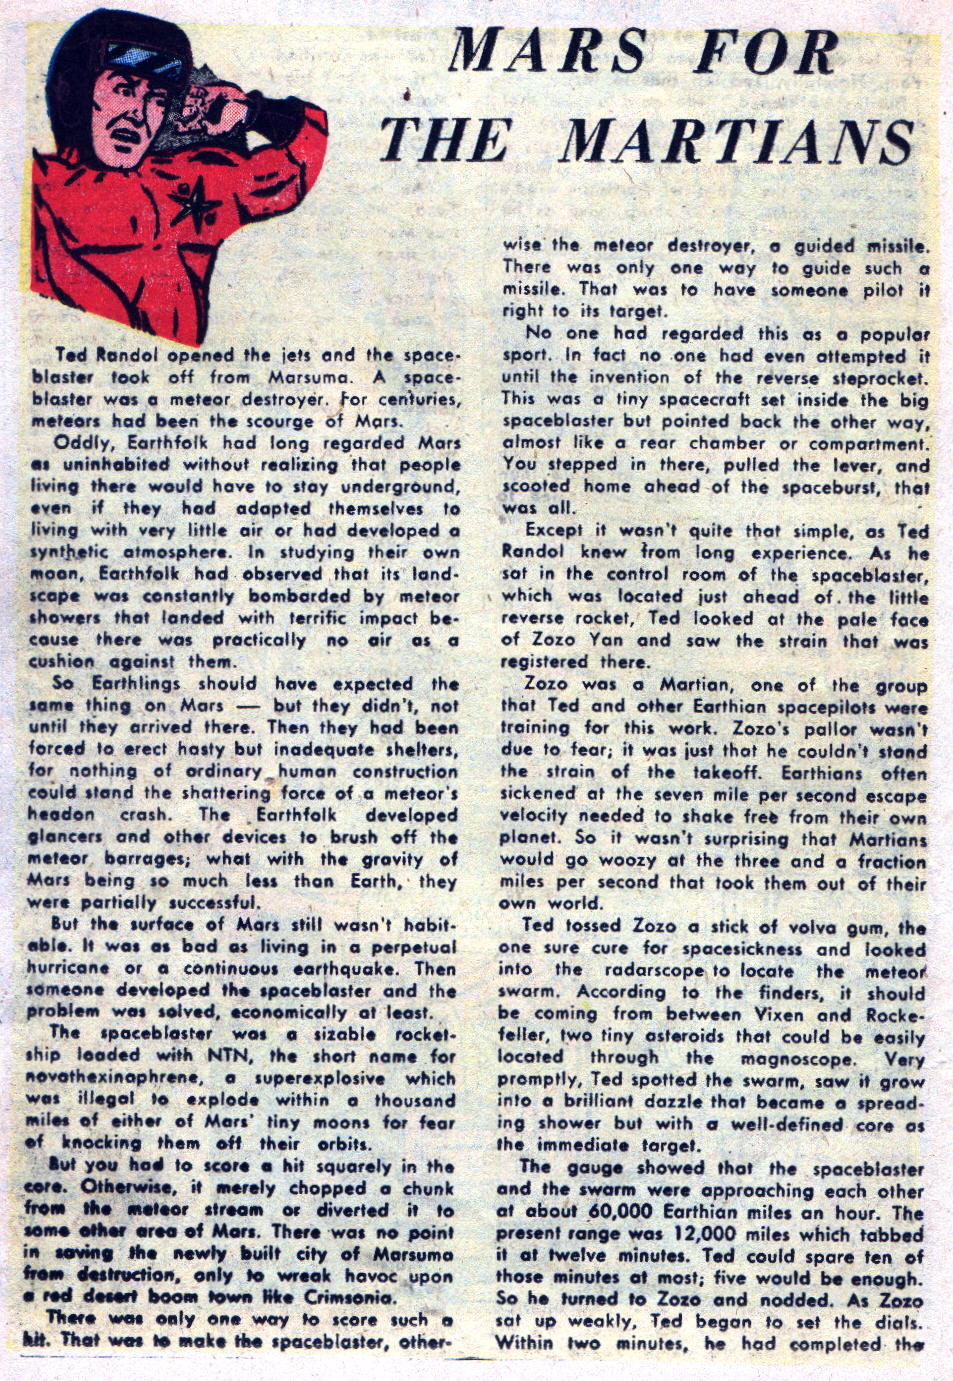 MARS FOR
THE MARTIANS
Ted Randol opened the jets and the space-
blaster took off from Marsuma. A space-
blaster was a meteor destroyer. For centuries,
meteors had been the scourge of Mars.
Oddly, Earthfolk had long regarded Mars
as uninhabited without realizing that people
living there would have to stay underground,
even if they had adapted themselves to
living with very little air or had developed a
synthetic atmosphere. In studying their own
moon, Earthfolk had observed that its land-
scape was constantly bombarded by meteor
showers that landed with terrific impact be-
cause there was practically no air as a
cushion against them.
So Earthlings should have expected the
same thing on Mars — but they didn't, not
until they arrived there. Then they had been
forced to erect hasty but inadequate shelters,
for nothing of ordinary human construction
could stand the shattering force of a meteor's
headon crash. The Earthfolk developed
glancers and other devices to brush off the
meteor barrages; what with the gravity of
Mars being so much less than Earth, they
were partially successful.
But the surface of Mars still wasn't habit-
able. It was as bad as living in a perpetual
hurricane or a continuous earthquake. Then
someone developed the spaceblaster and the
problem was solved, economically at least.
The spaceblaster was a sizable rocket-
ship loaded with NTN, the short name for
novathexinophrene, a superexplosive which
was illegal to explode within a thousand
miles of either of Mars' tiny moons for fear
of knocking them off their orbits.
But you had to score a hit squarely in the
core. Otherwise, it merely chopped a chunk
from the meteor stream or diverted it to
some other area of Mars. There was no point
in saving the newly built city of Marsuma
from destruction, only to wreak havoc upon
a red desert boom town like Crimsonia.
There was only one way to score such a
hit. That was to make the spaceblaster, other-
wise the meteor destroyer, a guided missile.
There was only one way to guide such a
missile. That was to have someone pilot it
right to its target.
No one had regarded this as a popular
sport. In fact no one had even attempted it
until the invention of the reverse steprocket.
This was a tiny spacecraft set inside the big
spaceblaster but pointed back the other way,
almost like a rear chamber or compartment.
You stepped in there, pulled the lever, and
scooted home ahead of the spaceburst, that
was all.
Except it wasn't quite that simple, as Ted
Randol knew from long experience. As he
sat in the control room of the spaceblaster,
which was located just ahead of the little
reverse rocket, Ted looked at the pale face
of Zozo Yan and saw the strain that was
registered there.
Zozo was a Martian, one of the group
that Ted and other Earthian spacepilots were
training for this work. Zozo's pallor wasn't
due to fear; it was just that he couldn't stand
the strain of the takeoff. Earthians often
sickened at the seven mile per second escape
velocity needed to shake free from their own
planet. So it wasn't surprising that Martians
would go woozy at the three and a fraction
miles per second that took them out of their
own world.
Ted tossed Zozo a stick of volva gum, the
one sure cure for spacesickness and looked
into the radarscope to locate the meteor
swarm. According to the finders, it should
be coming from between Vixen and Rocke-
feller, two tiny asteroids that could be easily
located through the magnoscope. Very
promptly, Ted spotted the swarm, saw it grow
into a brilliant dazzle that became a spread-
ing shower but with a well-defined core as
the immediate target.
The gauge showed that the spaceblaster
and the swarm were approaching each other
at about 60,000 Earthian miles an hour. The
present range was 12,000 miles which tabbed
it at twelve minutes. Ted could spare ten of
those minutes at most; five would be enough.
So he turned to Zozo and nodded. As Zozo
sat up weakly, Ted began to set the dials.
Within two minutes, he had completed the